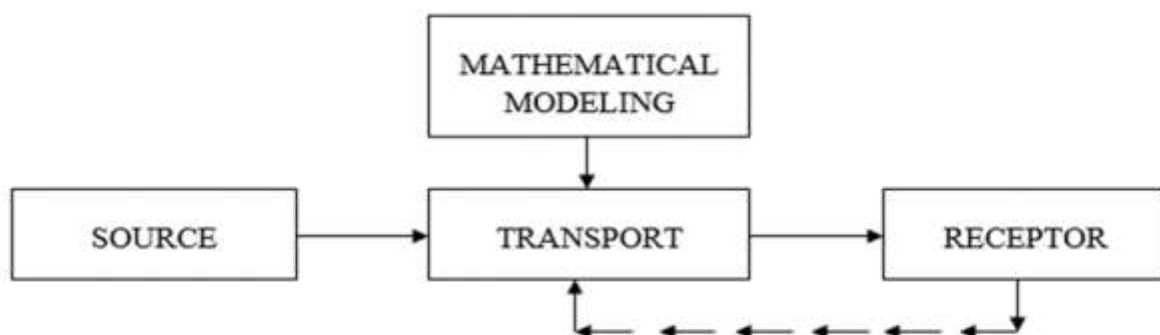 MATHEMATICAL
MODELING
SOURCE
TRANSPORT
RECEPTOR